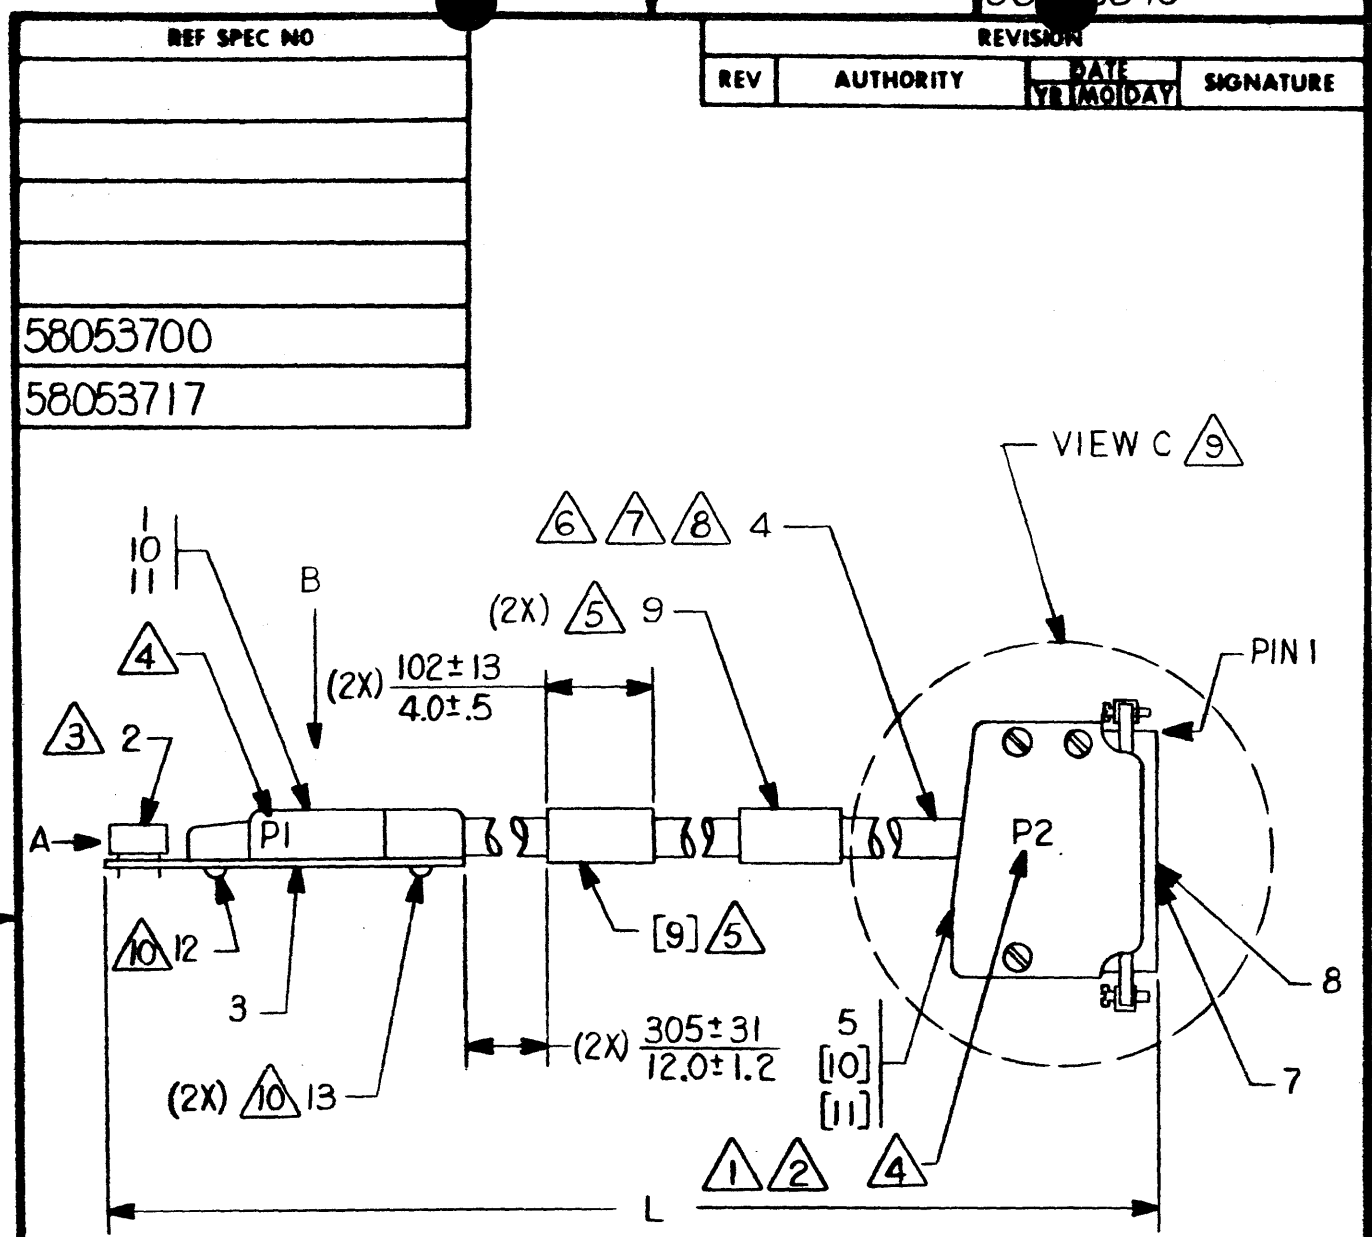 REF SPEC NO
REVISION
REV AUTHORITY DATE YR MO DAY SIGNATURE
58053700
58053717
VIEW C 9
1
10
11
B
6 7 8 4
(2X) 5 9
4
(2X) 102±13
4.0±.5
PIN 1
3 2
A
P1
P2
[9] 5
10 12
3
8
(2X) 305±31
12.0±1.2
5
[10]
[11]
(2X) 10 13
7
1 2 4
L